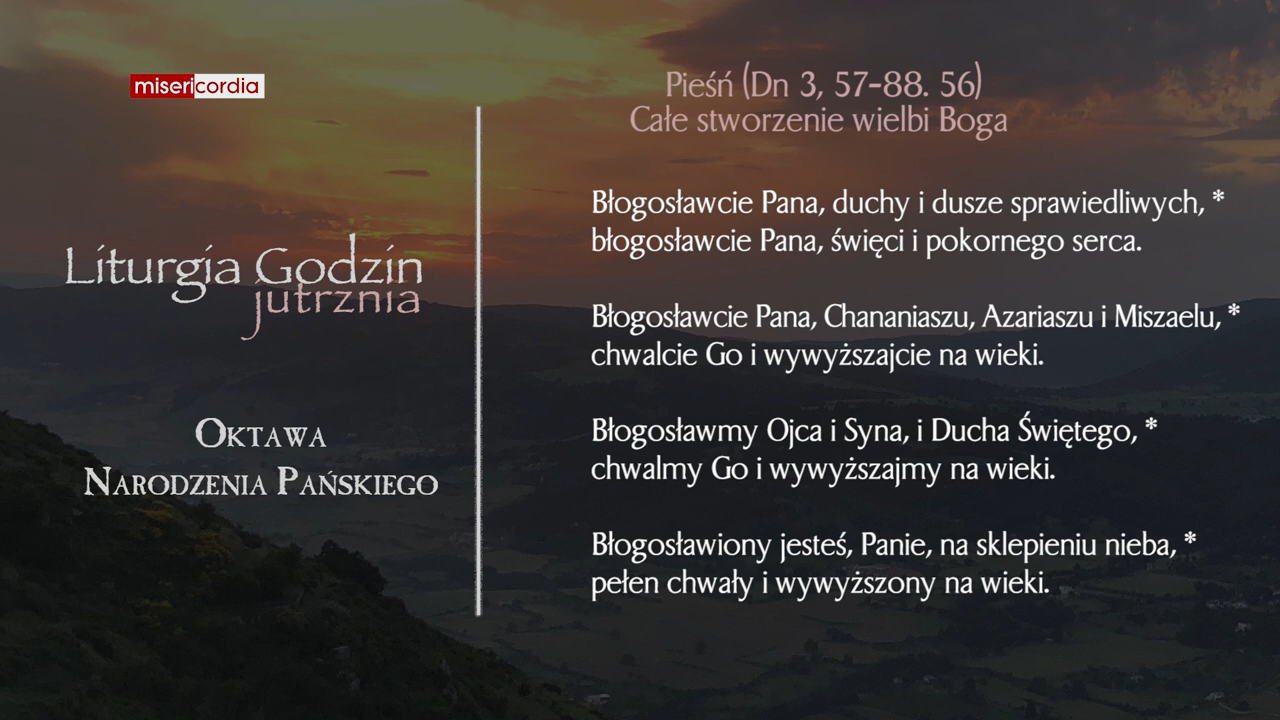 misericordia
Liturgia Godzin
jutrznia
Oktawa
Narodzenia Pańskiego
Pieśń (Dn 3, 57-88. 56)
Całe stworzenie wielbi Boga
Błogosławcie Pana, duchy i dusze sprawiedliwych, *
błogosławcie Pana, święci i pokornego serca.
Błogosławcie Pana, Chananiaszu, Azariaszu i Miszaelu, *
chwalcie Go i wywyższajcie na wieki.
Błogosławmy Ojca i Syna, i Ducha Świętego, *
chwalmy Go i wywyższajmy na wieki.
Błogosławiony jesteś, Panie, na sklepieniu nieba, *
pełen chwały i wywyższony na wieki.